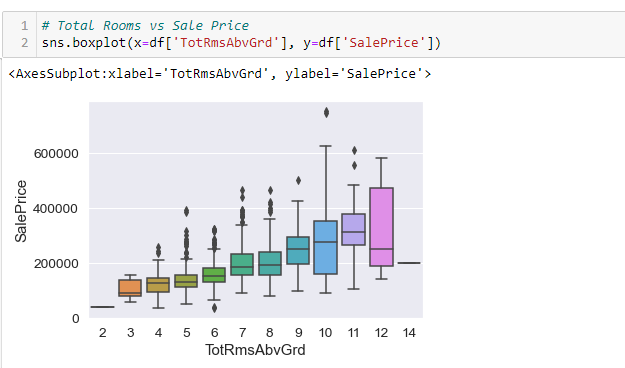 1 # Total Rooms vs Sale Price
2 sns.boxplot(x=df['TotRmsAbvGrd'], y=df['SalePrice'])
<AxesSubplot:xlabel='TotRmsAbvGrd', ylabel='SalePrice'>
600000
400000
200000
0
SalePrice
2 3 4 5 6 7 8 9 10 11 12 14
TotRmsAbvGrd